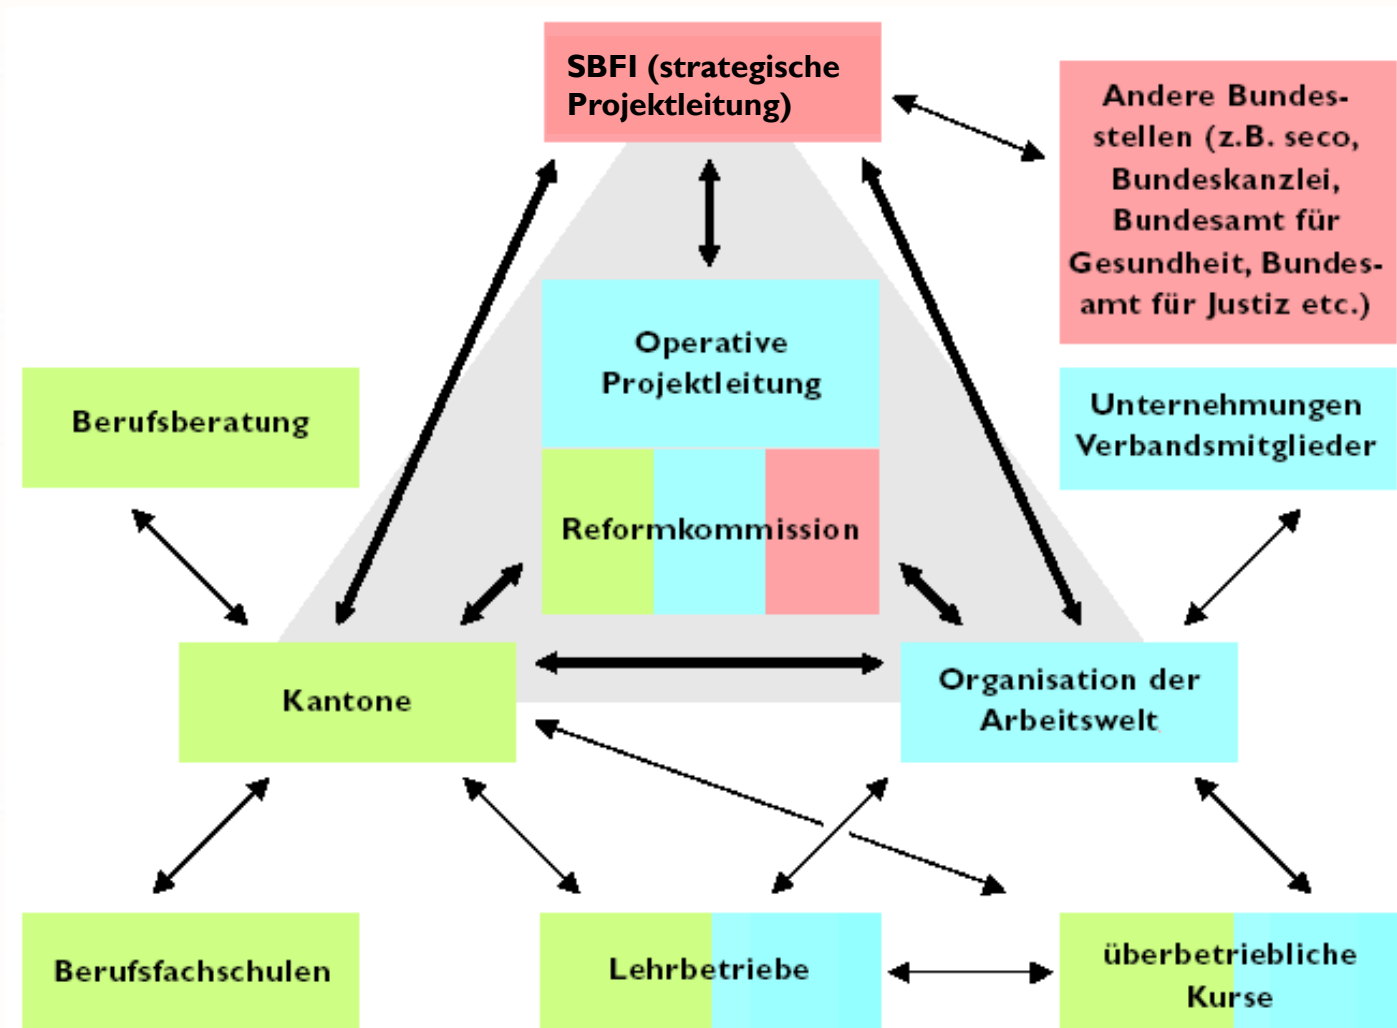 SBFI (strategische
Projektleitung)
Andere Bundes-
stellen (z.B. seco,
Bundeskanzlei,
Bundesamt für
Gesundheit, Bundes-
amt für Justiz etc.)
Operative
Projektleitung
Berufsberatung
Unternehmungen
Verbandsmitglieder
Reformkommission
Kantone
Organisation der
Arbeitswelt
Berufsfachschulen
Lehrbetriebe
überbetriebliche
Kurse